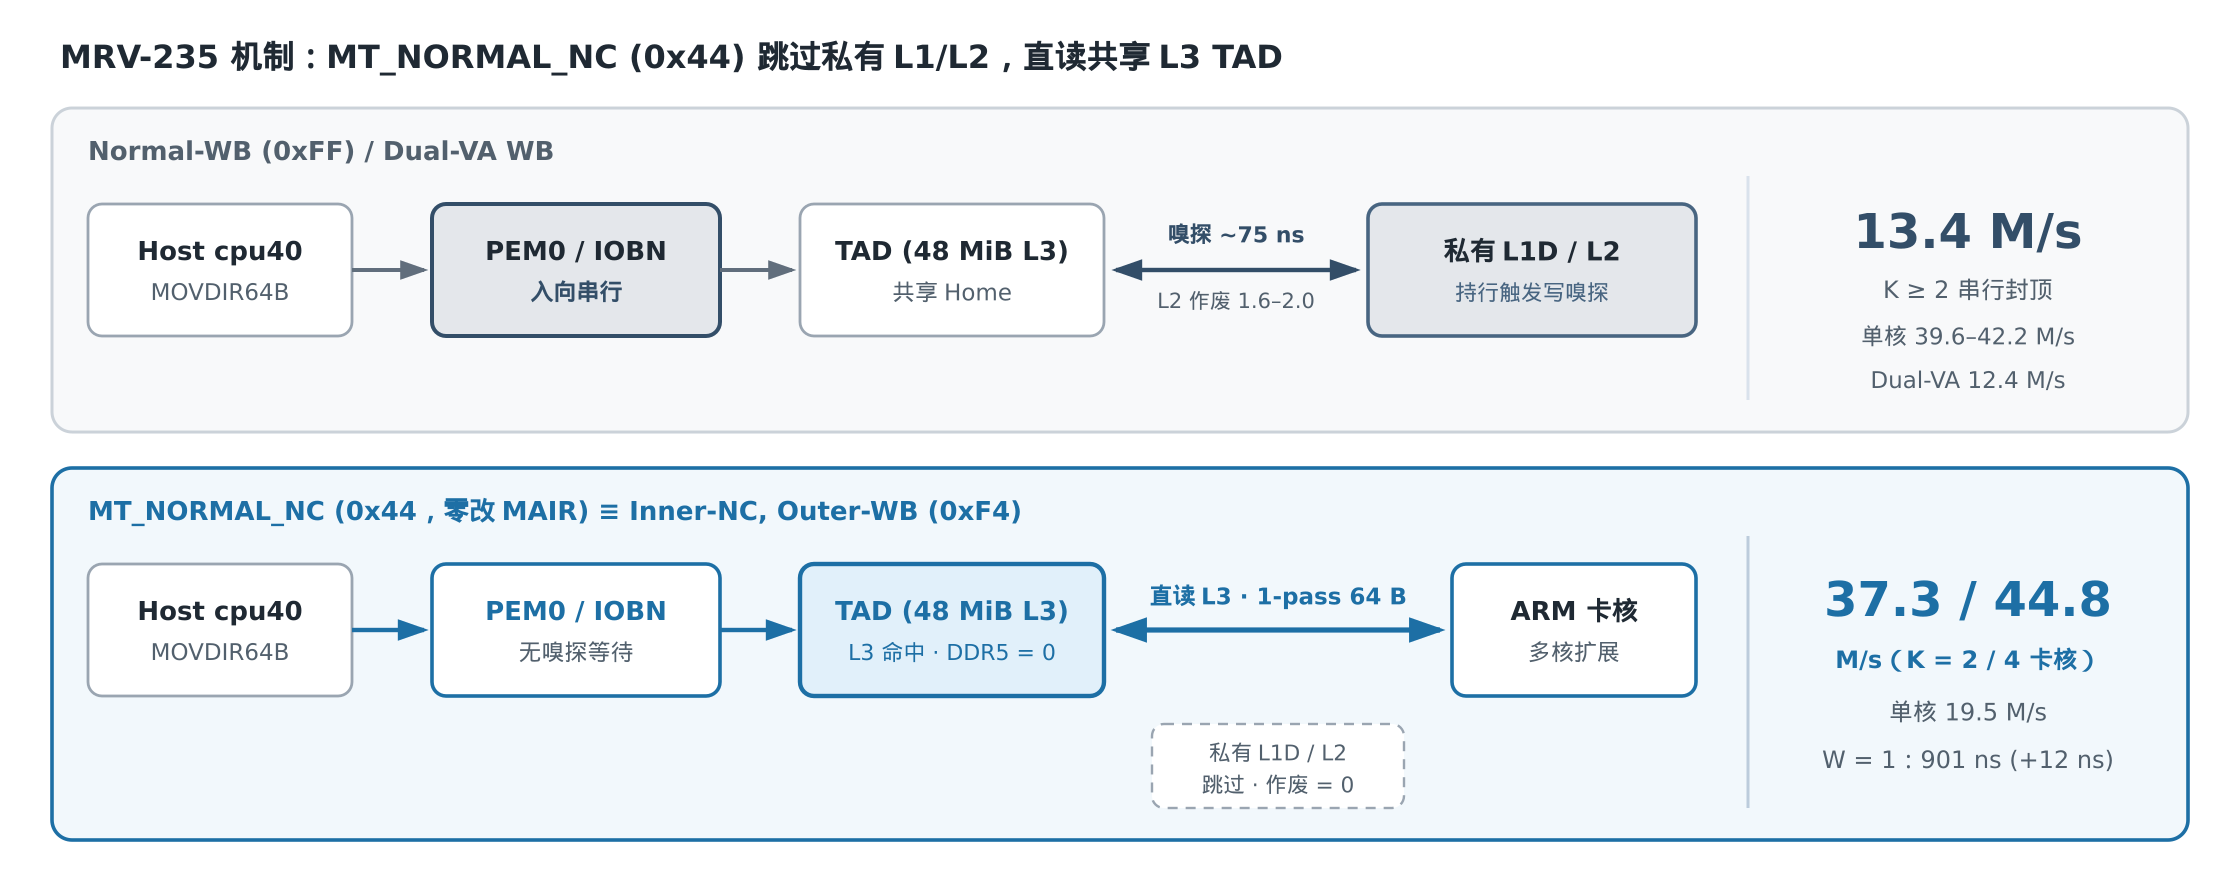 MRV-235 机制：MT_NORMAL_NC (0x44) 跳过私有 L1/L2，直读共享 L3 TAD
Normal-WB (0xFF) / Dual-VA WB
Host cpu40
MOVDIR64B
PEM0 / IOBN
入向串行
TAD (48 MiB L3)
共享 Home
嗅探 ~75 ns
L2 作废 1.6–2.0
私有 L1D / L2
持行触发写嗅探
13.4 M/s
K ≥ 2 串行封顶
单核 39.6–42.2 M/s
Dual-VA 12.4 M/s
MT_NORMAL_NC (0x44，零改 MAIR) ≡ Inner-NC, Outer-WB (0xF4)
Host cpu40
MOVDIR64B
PEM0 / IOBN
无嗅探等待
TAD (48 MiB L3)
L3 命中 · DDR5 = 0
直读 L3 · 1-pass 64 B
ARM 卡核
多核扩展
私有 L1D / L2
跳过 · 作废 = 0
37.3 / 44.8
M/s（K = 2 / 4 卡核）
单核 19.5 M/s
W = 1：901 ns (+12 ns)